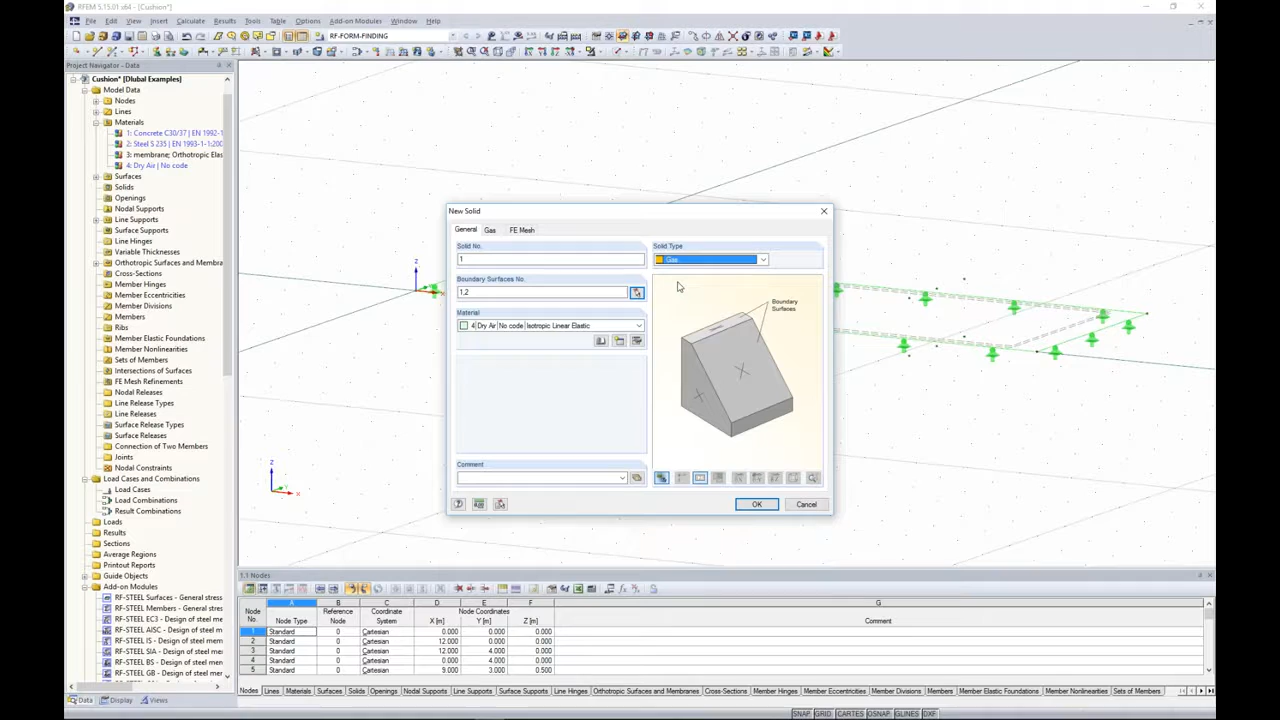 RFEM 5.15.01 x64 - [Cushion*]
File Edit View Insert Calculate Results Tools Table Options Add-on Modules Window Help
RF-FORM-FINDING
Project Navigator - Data
Cushion* [Dlubal Examples]
Model Data
Nodes
Lines
Materials
1: Concrete C30/37 | EN 1992-1
2: Steel S 235 | EN 1993-1-1:200
3: membrane; Orthotropic Elas
4: Dry Air | No code
Surfaces
Solids
Openings
Nodal Supports
Line Supports
Surface Supports
Line Hinges
Variable Thicknesses
Orthotropic Surfaces and Membra
Cross-Sections
Member Hinges
Member Eccentricities
Member Divisions
Members
Ribs
Member Elastic Foundations
Member Nonlinearities
Sets of Members
Intersections of Surfaces
FE Mesh Refinements
Nodal Releases
Line Release Types
Line Releases
Surface Release Types
Surface Releases
Connection of Two Members
Joints
Nodal Constraints
Load Cases and Combinations
Load Cases
Load Combinations
Result Combinations
Loads
Results
Sections
Average Regions
Printout Reports
Guide Objects
Add-on Modules
RF-STEEL Surfaces - General stress
RF-STEEL Members - General stress
RF-STEEL EC3 - Design of steel mem
RF-STEEL AISC - Design of steel mer
RF-STEEL IS - Design of steel mem
RF-STEEL SIA - Design of steel mem
RF-STEEL BS - Design of steel mem
RF-STEEL GB - Design of steel mem
Data Display Views
New Solid
General Gas FE Mesh
Solid No.
1
Solid Type
Gas
Boundary Surfaces No.
1,2
Material
4 Dry Air | No code | Isotropic Linear Elastic
Boundary
Surfaces
Comment
OK Cancel
z
x
Z
X
1.1 Nodes
A B C D E F G
Node Reference Coordinate Node Coordinates
No. Node Type Node System X [m] Y [m] Z [m] Comment
1 Standard 0 Cartesian 0.000 0.000 0.000
2 Standard 0 Cartesian 12.000 0.000 0.000
3 Standard 0 Cartesian 12.000 4.000 0.000
4 Standard 0 Cartesian 0.000 4.000 0.000
5 Standard 0 Cartesian 9.000 3.000 0.500
Nodes Lines Materials Surfaces Solids Openings Nodal Supports Line Supports Surface Supports Line Hinges Orthotropic Surfaces and Membranes Cross-Sections Member Hinges Member Eccentricities Member Divisions Members Member Elastic Foundations Member Nonlinearities Sets of Members
SNAP GRID CARTES OSNAP GLINES DXF